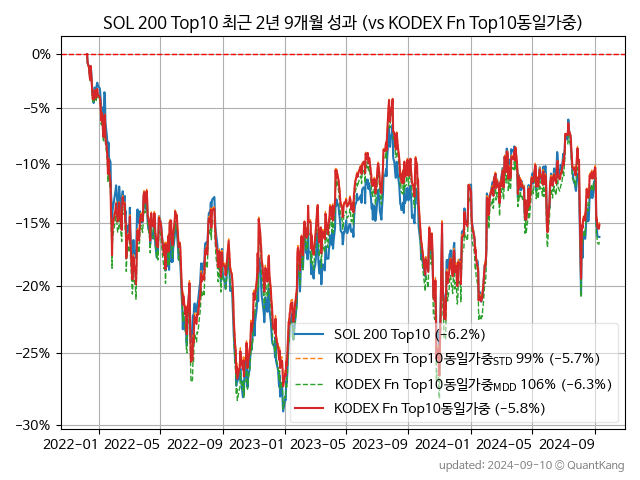 SOL 200 Top10 최근 2년 9개월 성과 (vs KODEX Fn Top10동일가중)
0%
−5%
−10%
−15%
−20%
−25%
−30%
SOL 200 Top10 (−6.2%)
KODEX Fn Top10동일가중STD 99% (−5.7%)
KODEX Fn Top10동일가중MDD 106% (−6.3%)
KODEX Fn Top10동일가중 (−5.8%)
2022−01 2022−05 2022−09 2023−01 2023−05 2023−09 2024−01 2024−05 2024−09
updated: 2024-09-10 © QuantKang